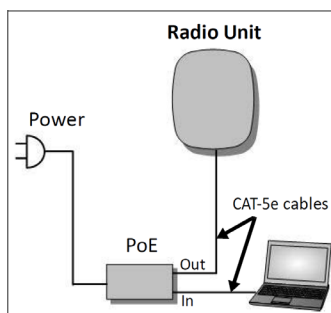 Radio Unit
Power
CAT-5e cables
PoE
Out
In